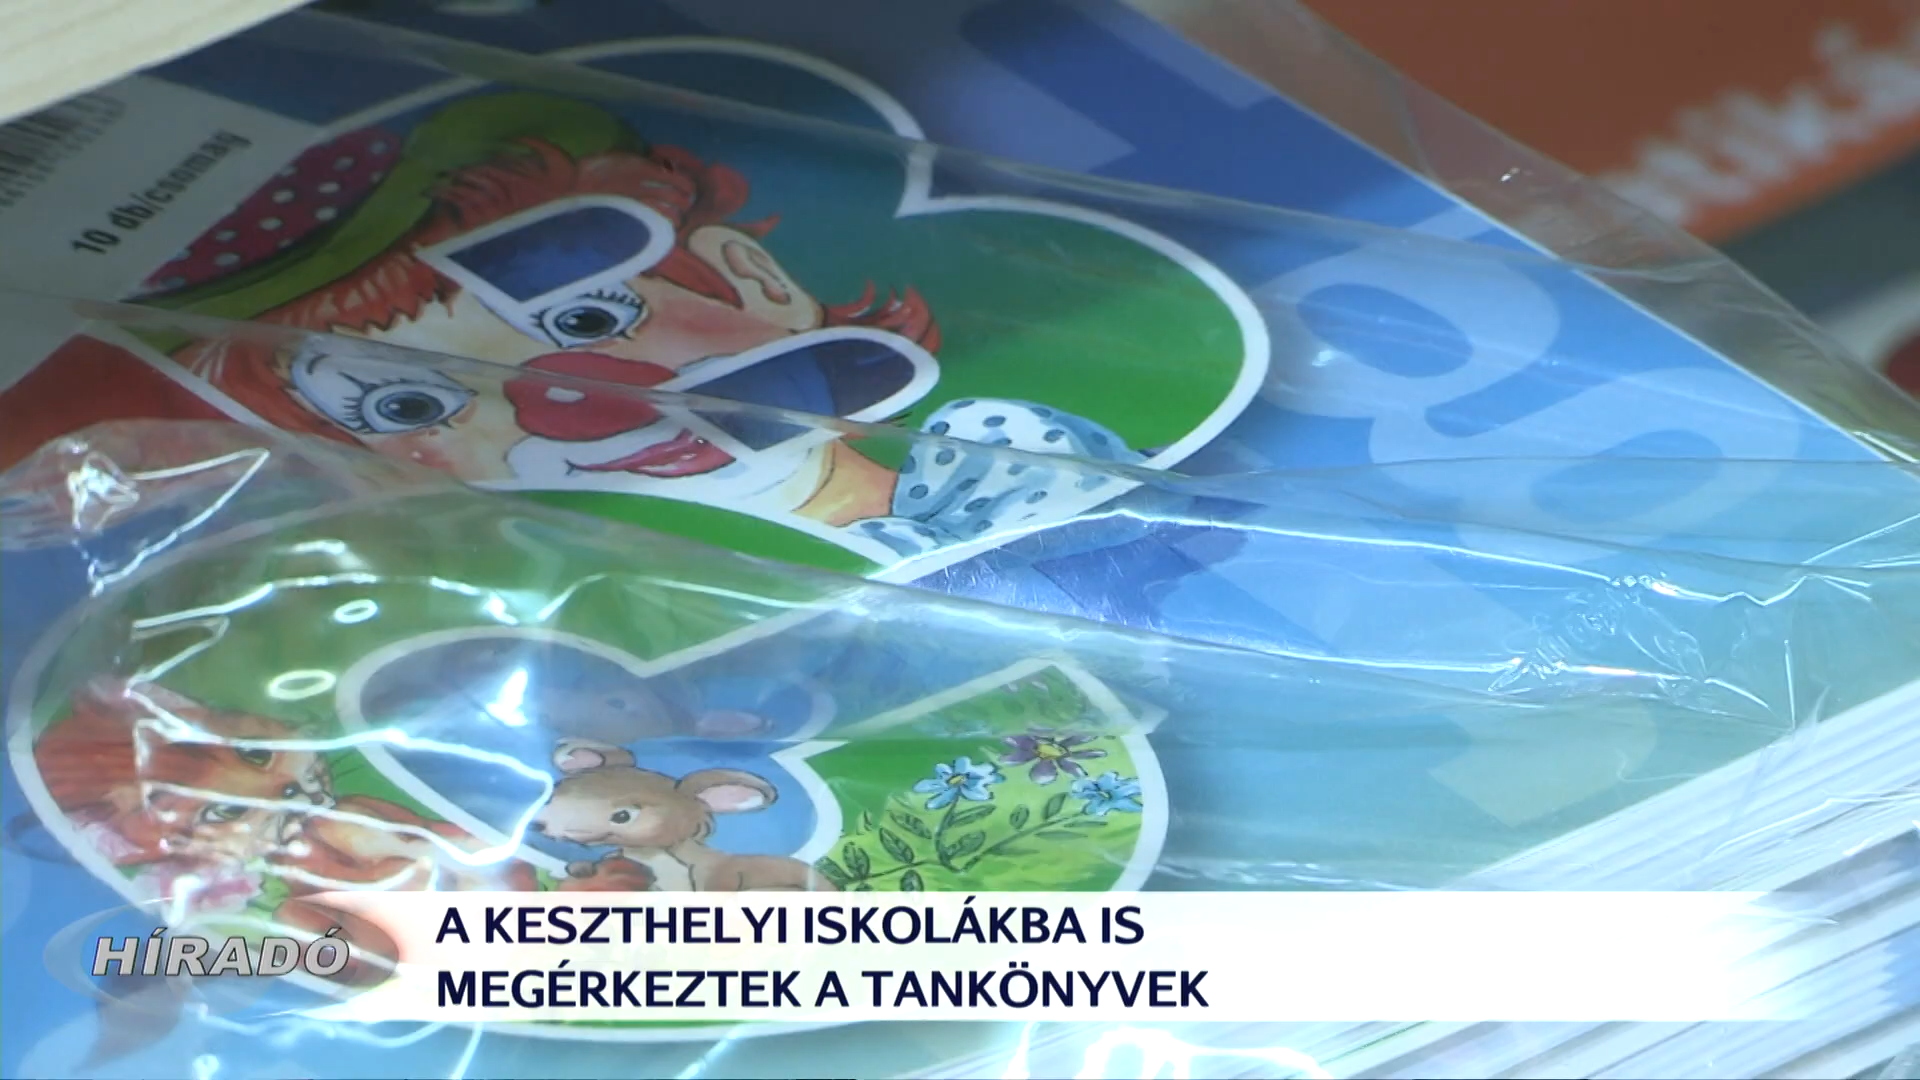 10 db/csomag
HÍRADÓ
A KESZTHELYI ISKOLÁKBA IS
MEGÉRKEZTEK A TANKÖNYVEK